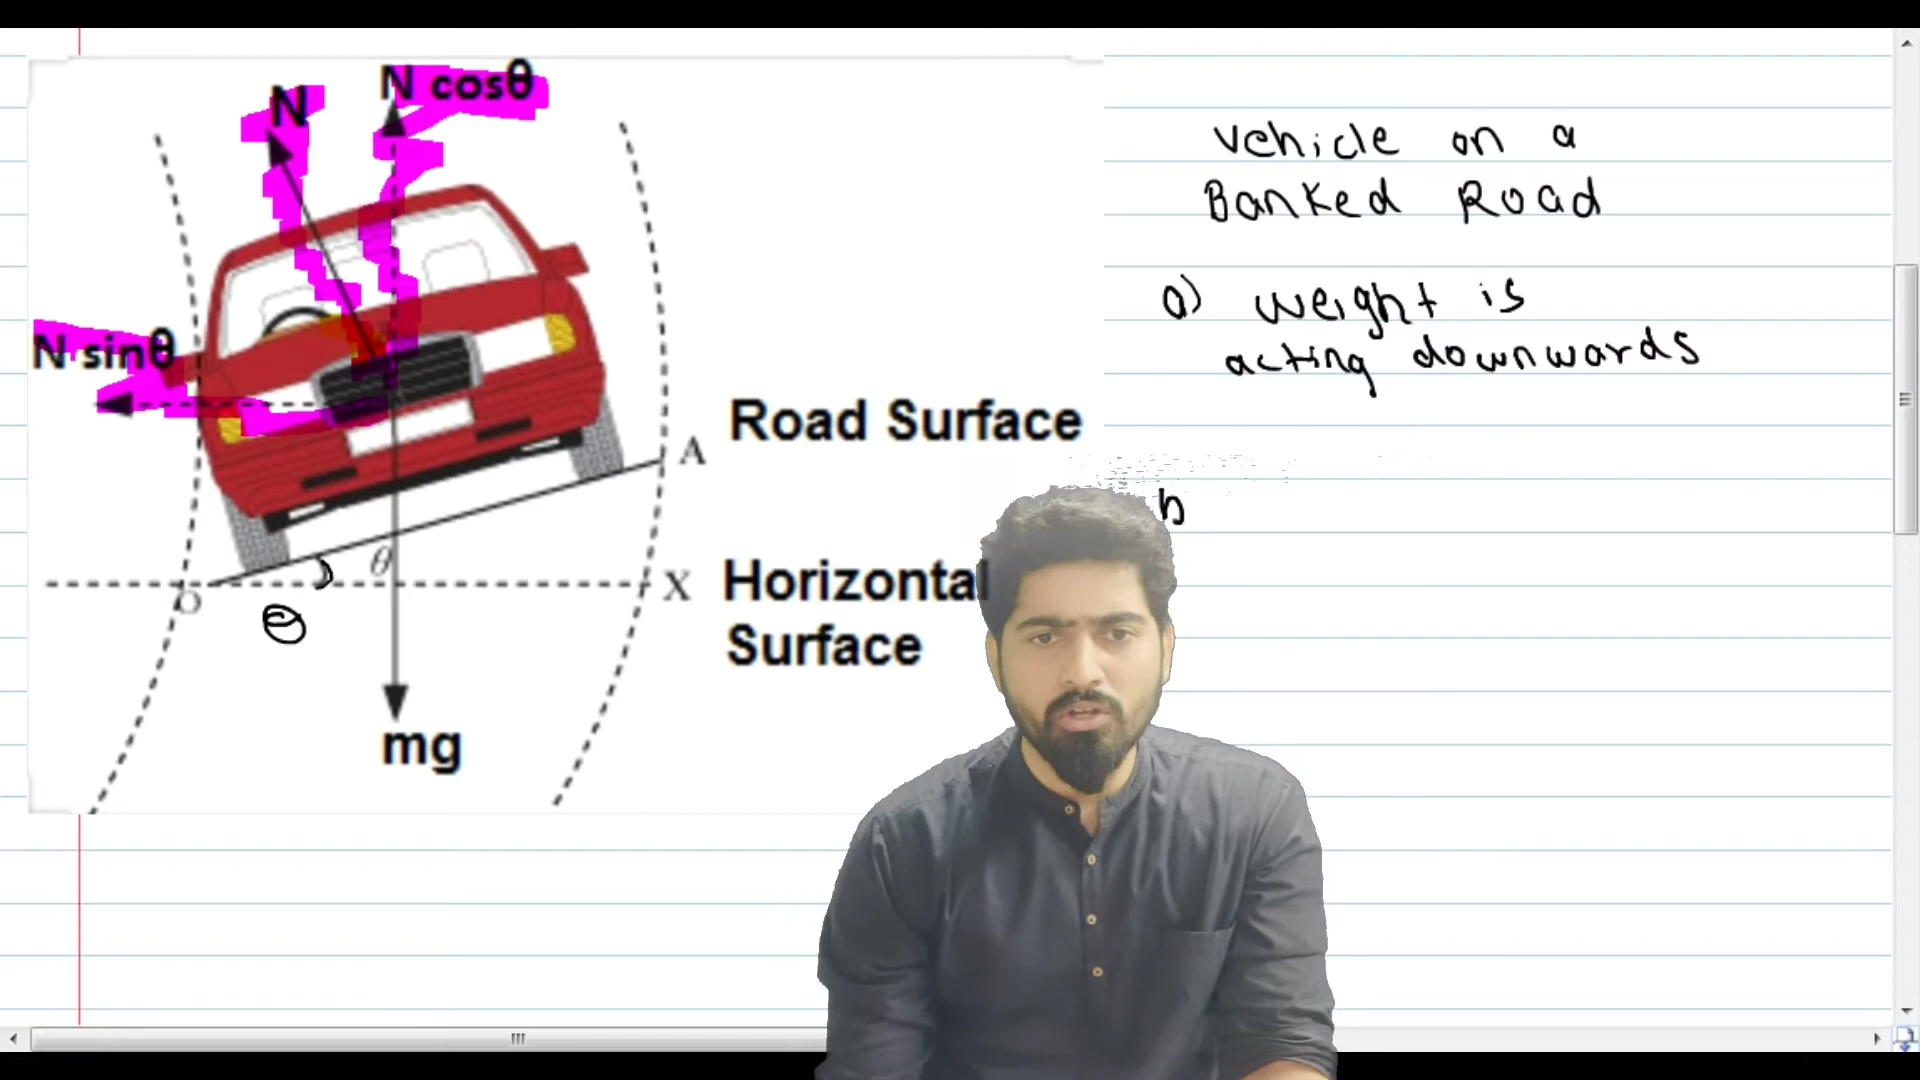 N
N cosθ
N sinθ
Road Surface
A
θ
O
X
Horizontal
Surface
θ
mg
Vehicle on a
Banked Road
a) weight is
acting downwards
b